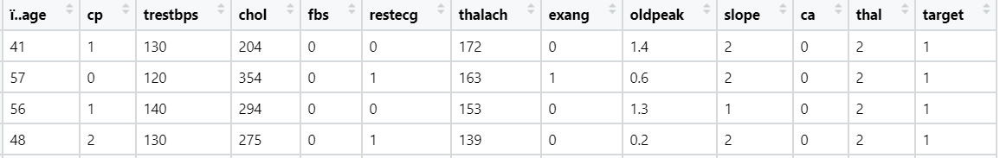 ï..age cp trestbps chol fbs restecg thalach exang oldpeak slope ca thal target
41 1 130 204 0 0 172 0 1.4 2 0 2 1
57 0 120 354 0 1 163 1 0.6 2 0 2 1
56 1 140 294 0 0 153 0 1.3 1 0 2 1
48 2 130 275 0 1 139 0 0.2 2 0 2 1